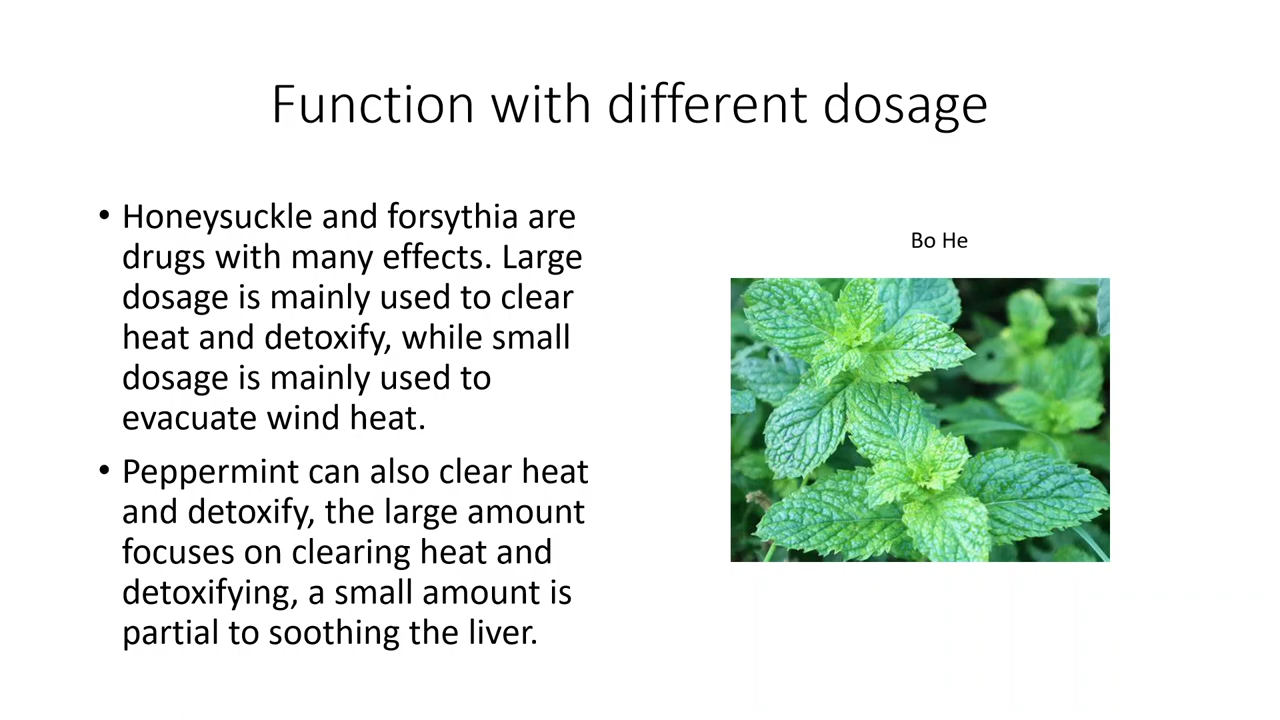 Function with different dosage
• Honeysuckle and forsythia are
drugs with many effects. Large
dosage is mainly used to clear
heat and detoxify, while small
dosage is mainly used to
evacuate wind heat.
• Peppermint can also clear heat
and detoxify, the large amount
focuses on clearing heat and
detoxifying, a small amount is
partial to soothing the liver.
Bo He